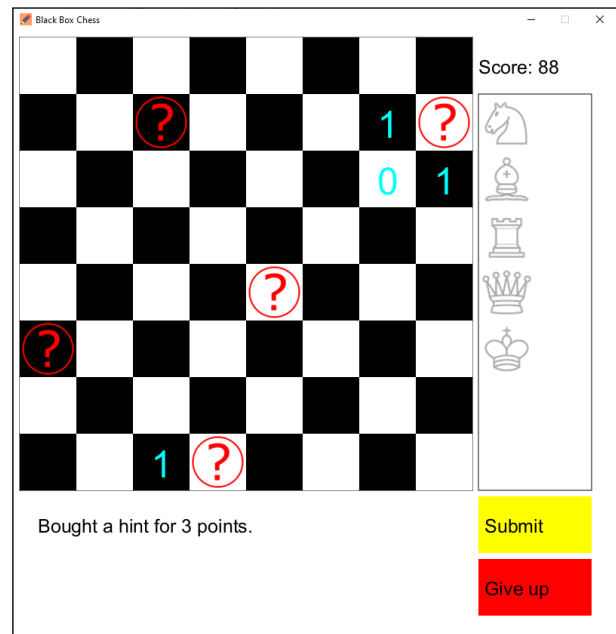 Black Box Chess
Score: 88
? 1 ?
0 1
?
?
1 ?
Bought a hint for 3 points.
Submit
Give up